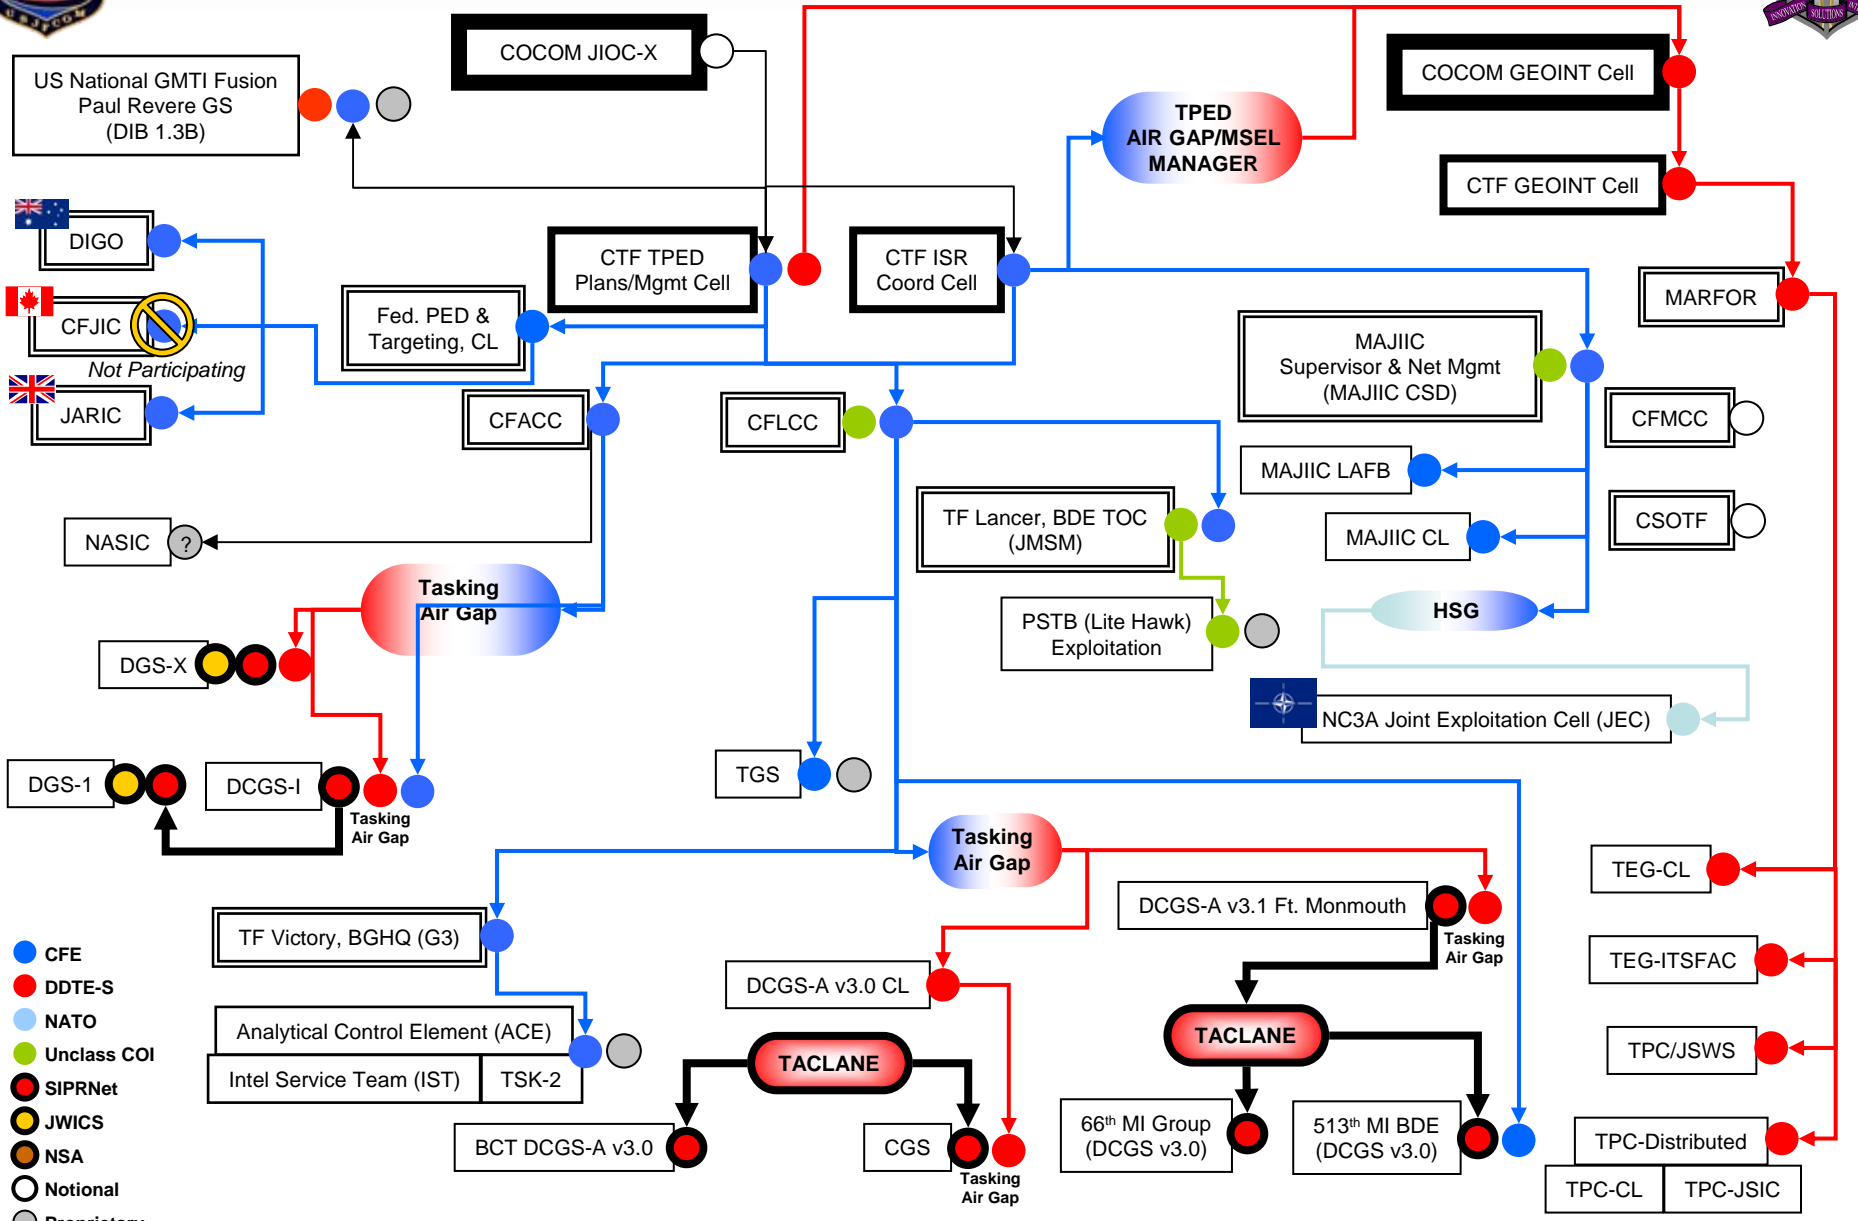 USJFCOM
INNOVATION
SOLUTIONS
COCOM JIOC-X
US National GMTI Fusion
Paul Revere GS
(DIB 1.3B)
COCOM GEOINT Cell
TPED
AIR GAP/MSEL
MANAGER
CTF GEOINT Cell
DIGO
CTF TPED
Plans/Mgmt Cell
CTF ISR
Coord Cell
MARFOR
CFJIC
Not Participating
Fed. PED &
Targeting, CL
MAJIIC
Supervisor & Net Mgmt
(MAJIIC CSD)
JARIC
CFACC
CFLCC
CFMCC
MAJIIC LAFB
TF Lancer, BDE TOC
(JMSM)
MAJIIC CL
CSOTF
NASIC
?
Tasking
Air Gap
HSG
PSTB (Lite Hawk)
Exploitation
DGS-X
NC3A Joint Exploitation Cell (JEC)
DGS-1
DCGS-I
Tasking
Air Gap
TGS
Tasking
Air Gap
TEG-CL
DCGS-A v3.1 Ft. Monmouth
Tasking
Air Gap
TF Victory, BGHQ (G3)
TEG-ITSFAC
DCGS-A v3.0 CL
Analytical Control Element (ACE)
Intel Service Team (IST)
TSK-2
TACLANE
TACLANE
TPC/JSWS
BCT DCGS-A v3.0
CGS
Tasking
Air Gap
66th MI Group
(DCGS v3.0)
513th MI BDE
(DCGS v3.0)
TPC-Distributed
TPC-CL
TPC-JSIC
CFE
DDTE-S
NATO
Unclass COI
SIPRNet
JWICS
NSA
Notional
Proprietary